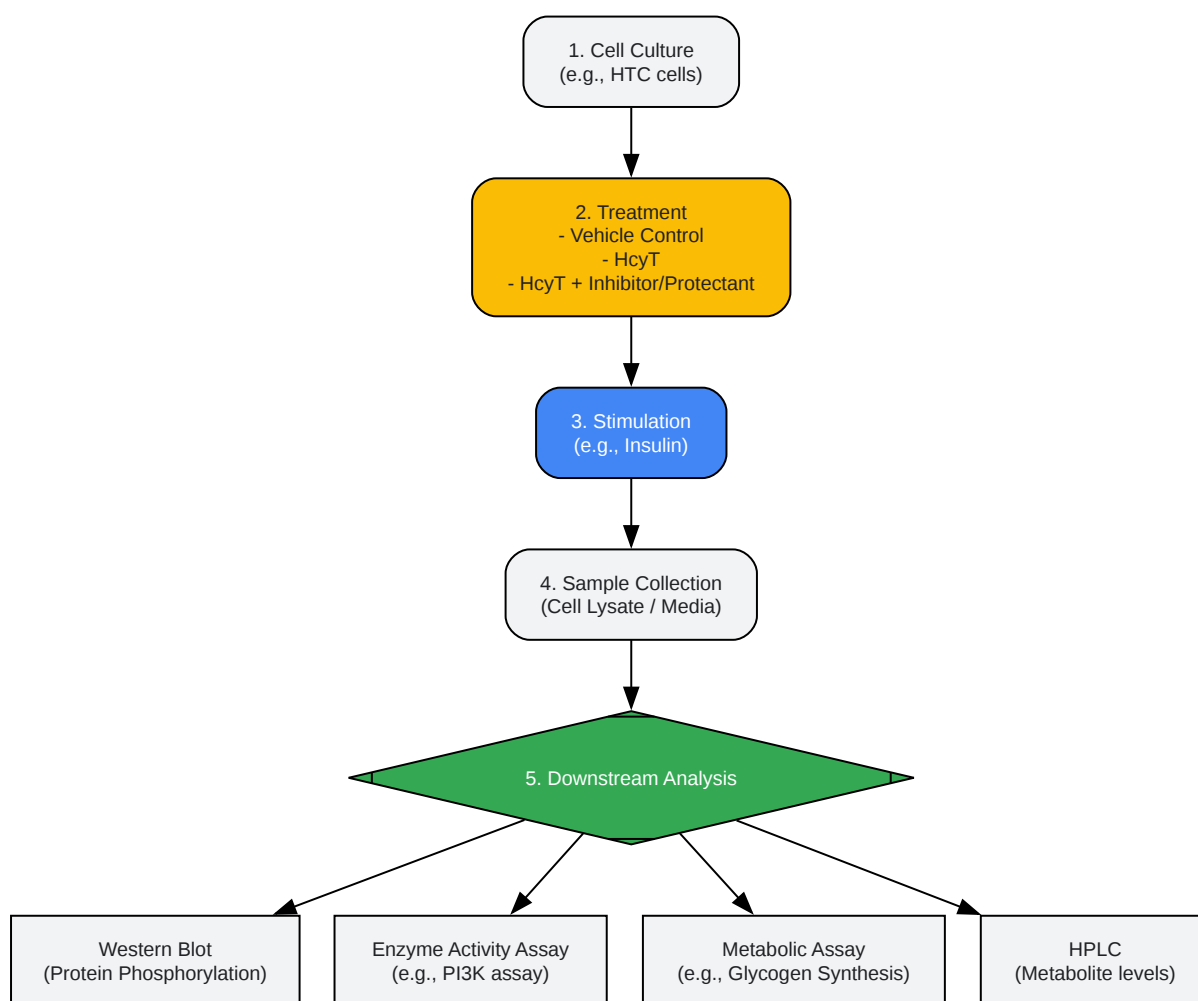 1. Cell Culture
(e.g., HTC cells)
2. Treatment
- Vehicle Control
- HcyT
- HcyT + Inhibitor/Protectant
3. Stimulation
(e.g., Insulin)
4. Sample Collection
(Cell Lysate / Media)
5. Downstream Analysis
Western Blot
(Protein Phosphorylation)
Enzyme Activity Assay
(e.g., PI3K assay)
Metabolic Assay
(e.g., Glycogen Synthesis)
HPLC
(Metabolite levels)